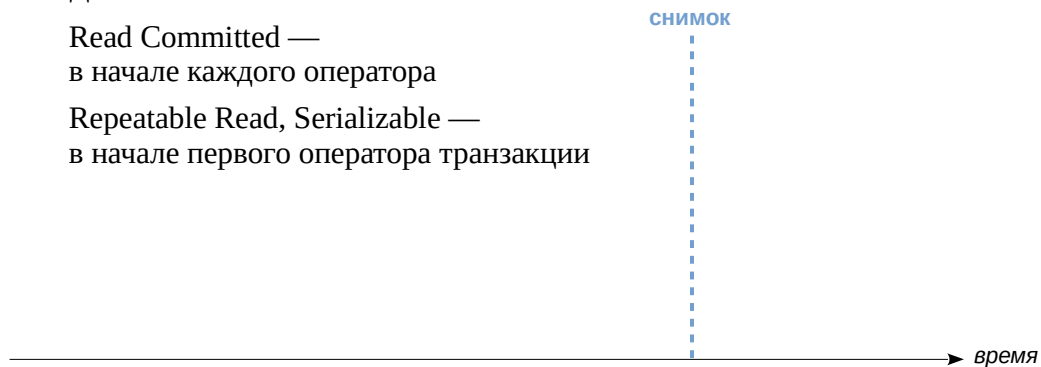 снимок
Read Committed —
в начале каждого оператора
Repeatable Read, Serializable —
в начале первого оператора транзакции
время